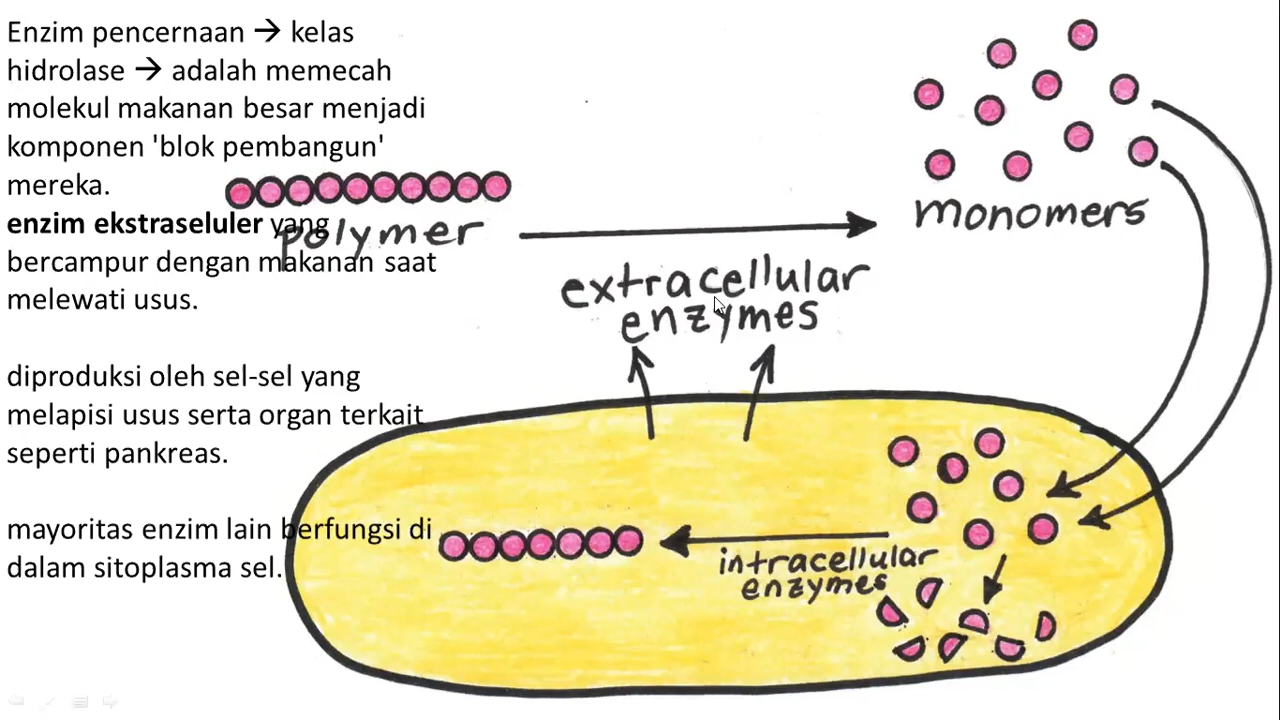 Enzim pencernaan → kelas
hidrolase → adalah memecah
molekul makanan besar menjadi
komponen 'blok pembangun'
mereka.
enzim ekstraseluler yang
bercampur dengan makanan saat
melewati usus.
diproduksi oleh sel-sel yang
melapisi usus serta organ terkait
seperti pankreas.
mayoritas enzim lain berfungsi di
dalam sitoplasma sel.
polymer
monomers
extracellular
enzymes
intracellular
enzymes